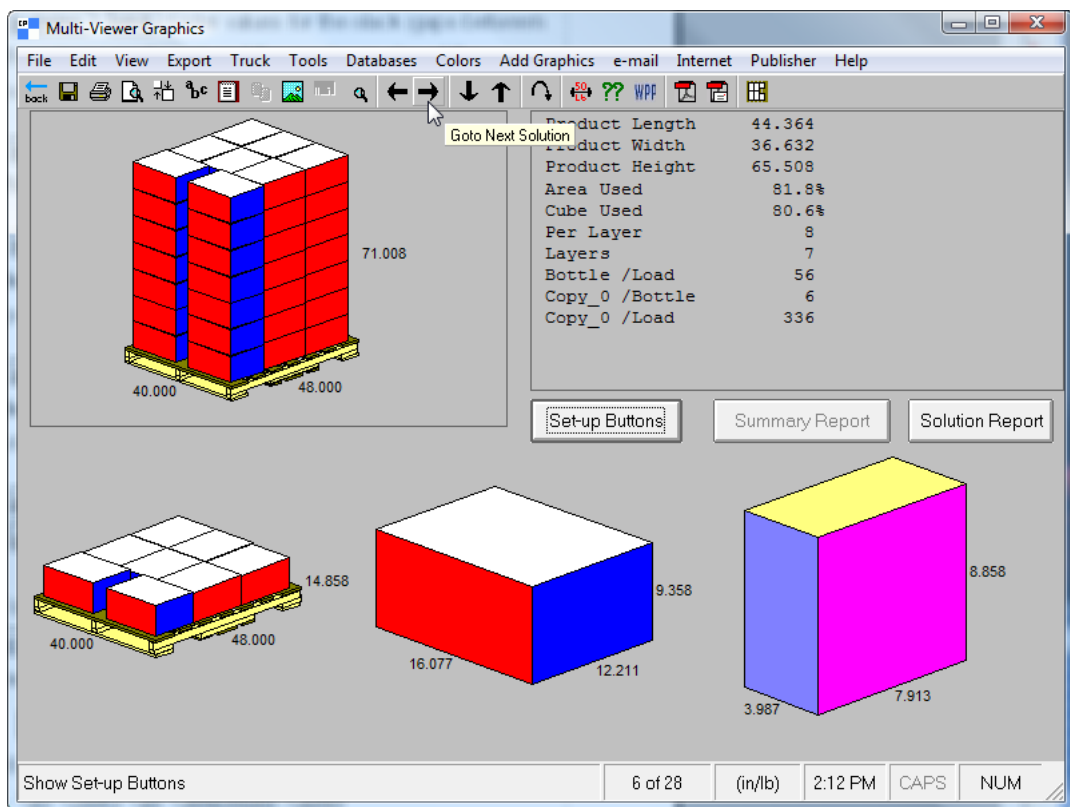 Multi-Viewer Graphics
File Edit View Export Truck Tools Databases Colors Add Graphics e-mail Internet Publisher Help
back abc 50 LB ?? WPP
Goto Next Solution
Product Length 44.364
Product Width 36.632
Product Height 65.508
Area Used 81.8%
Cube Used 80.6%
Per Layer 8
Layers 7
Bottle /Load 56
Copy_0 /Bottle 6
Copy_0 /Load 336
71.008
40.000 48.000
Set-up Buttons Summary Report Solution Report
14.858
40.000 48.000
9.358
16.077 12.211
8.858
3.987 7.913
Show Set-up Buttons 6 of 28 (in/lb) 2:12 PM CAPS NUM